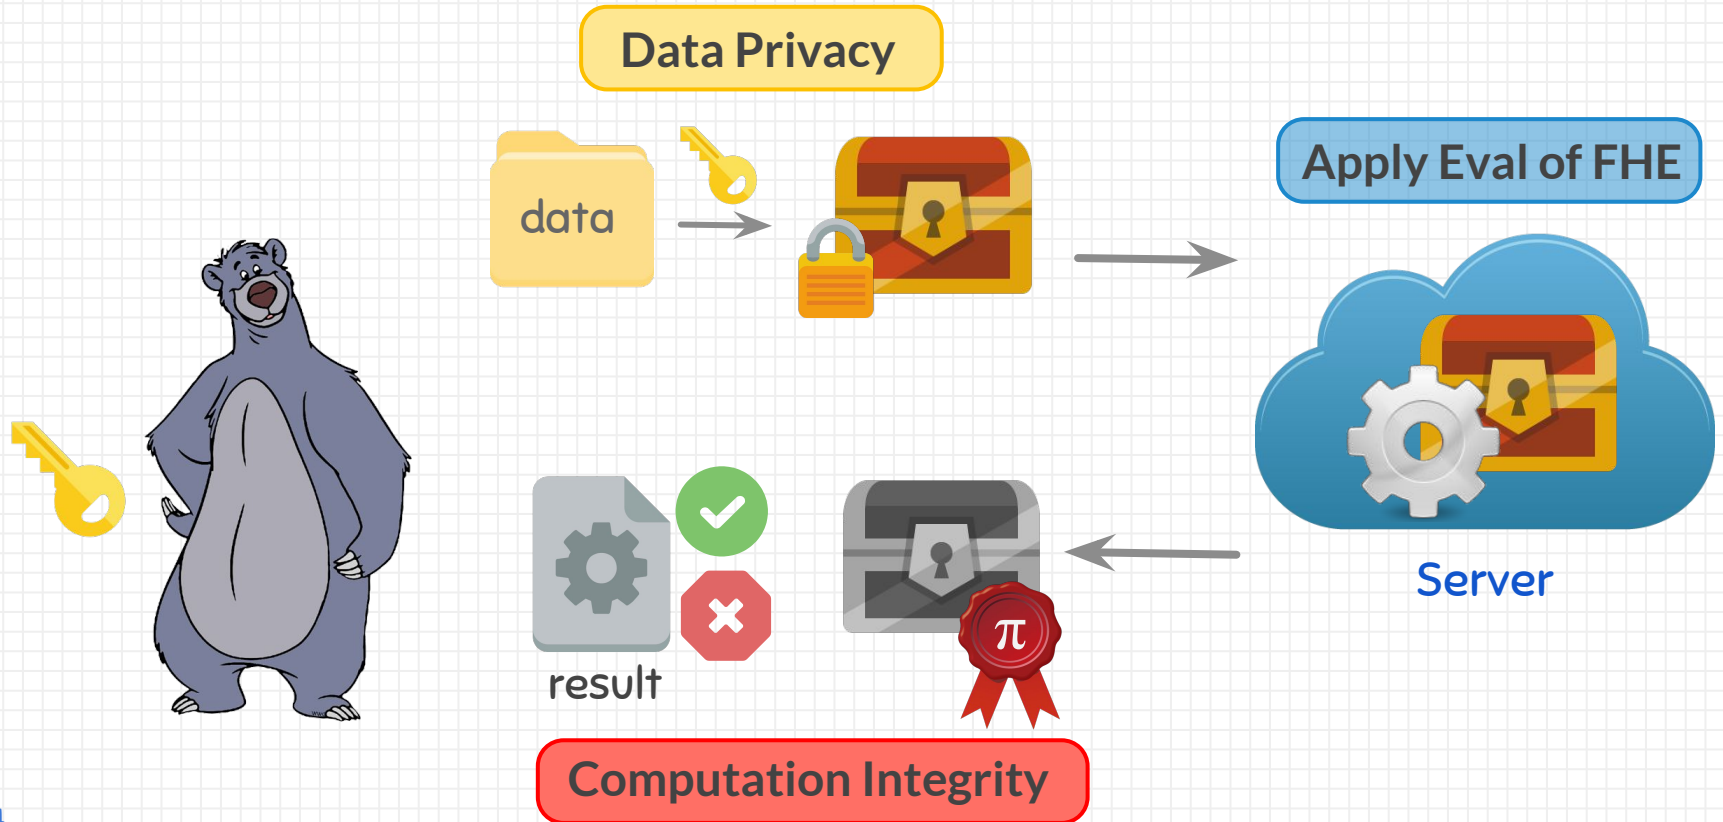 Data Privacy
data
Apply Eval of FHE
Server
π
result
Computation Integrity